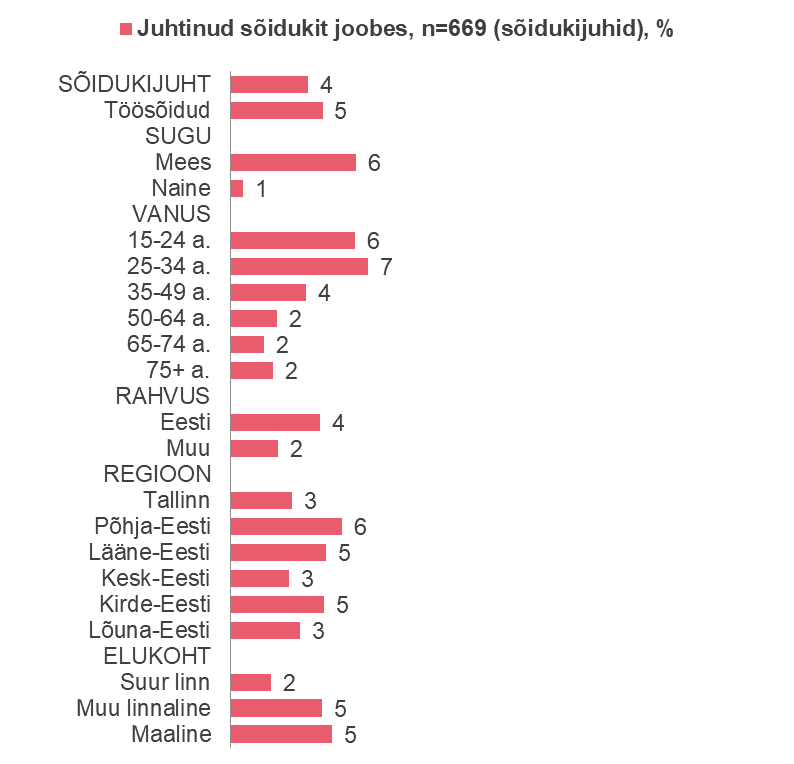 Juhtinud sõidukit joobes, n=669 (sõidukijuhid), %
SÕIDUKIJUHT 4
Töösõidud 5
SUGU
Mees 6
Naine 1
VANUS
15-24 a. 6
25-34 a. 7
35-49 a. 4
50-64 a. 2
65-74 a. 2
75+ a. 2
RAHVUS
Eesti 4
Muu 2
REGIOON
Tallinn 3
Põhja-Eesti 6
Lääne-Eesti 5
Kesk-Eesti 3
Kirde-Eesti 5
Lõuna-Eesti 3
ELUKOHT
Suur linn 2
Muu linnaline 5
Maaline 5